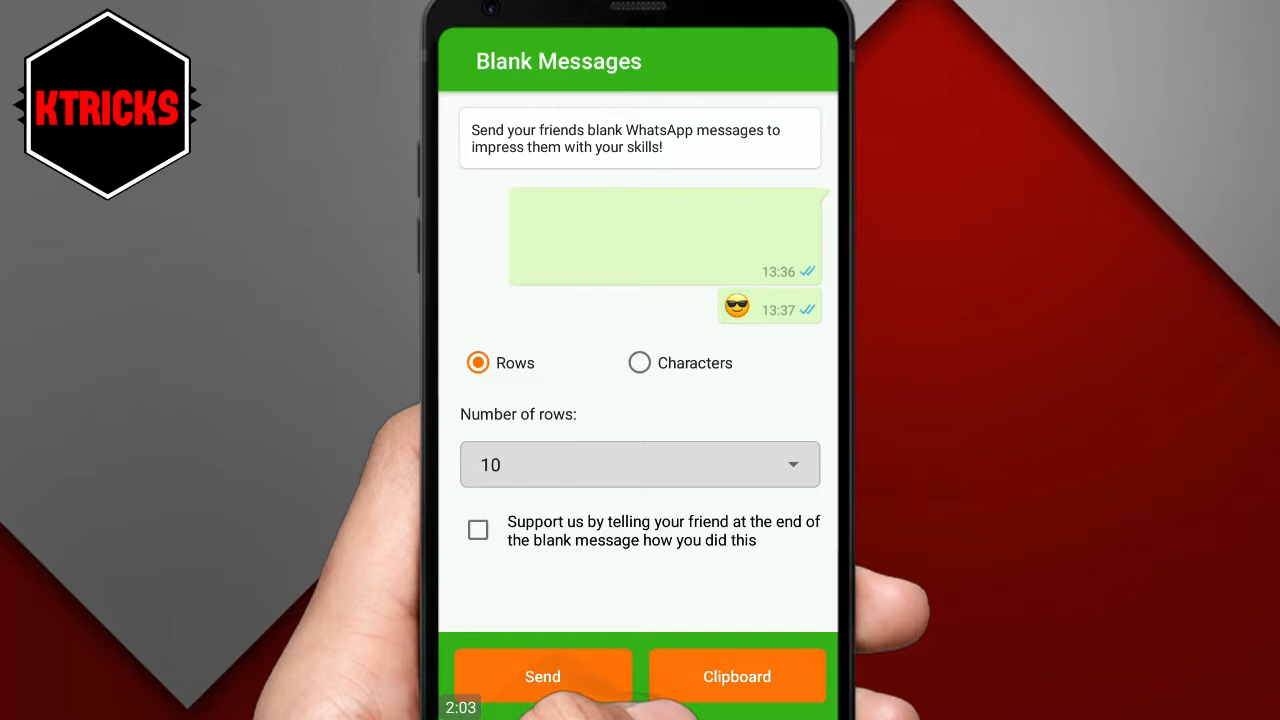 KTRICKS
Blank Messages
Send your friends blank WhatsApp messages to
impress them with your skills!
13:36
😎 13:37
Rows
Characters
Number of rows:
10
Support us by telling your friend at the end of
the blank message how you did this
Send
Clipboard
2:03